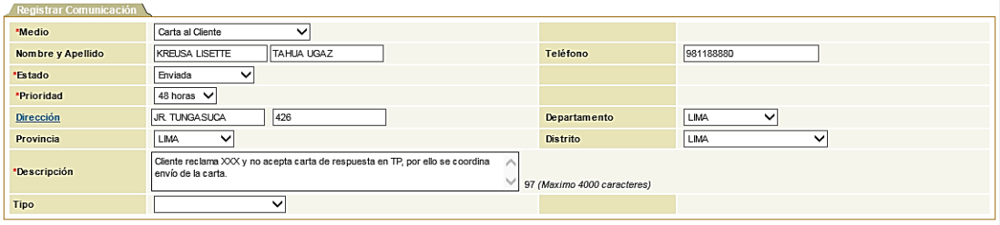 Registrar Comunicación
*Medio Carta al Cliente
Nombre y Apellido KREUSA LISETTE TAHUA UGAZ Teléfono 981188880
*Estado Enviada
*Prioridad 48 horas
Dirección JR. TUNGASUCA 426 Departamento LIMA
Provincia LIMA Distrito LIMA
*Descripción Cliente reclama XXX y no acepta carta de respuesta en TP, por ello se coordina
envío de la carta.
97 (Maximo 4000 caracteres)
Tipo